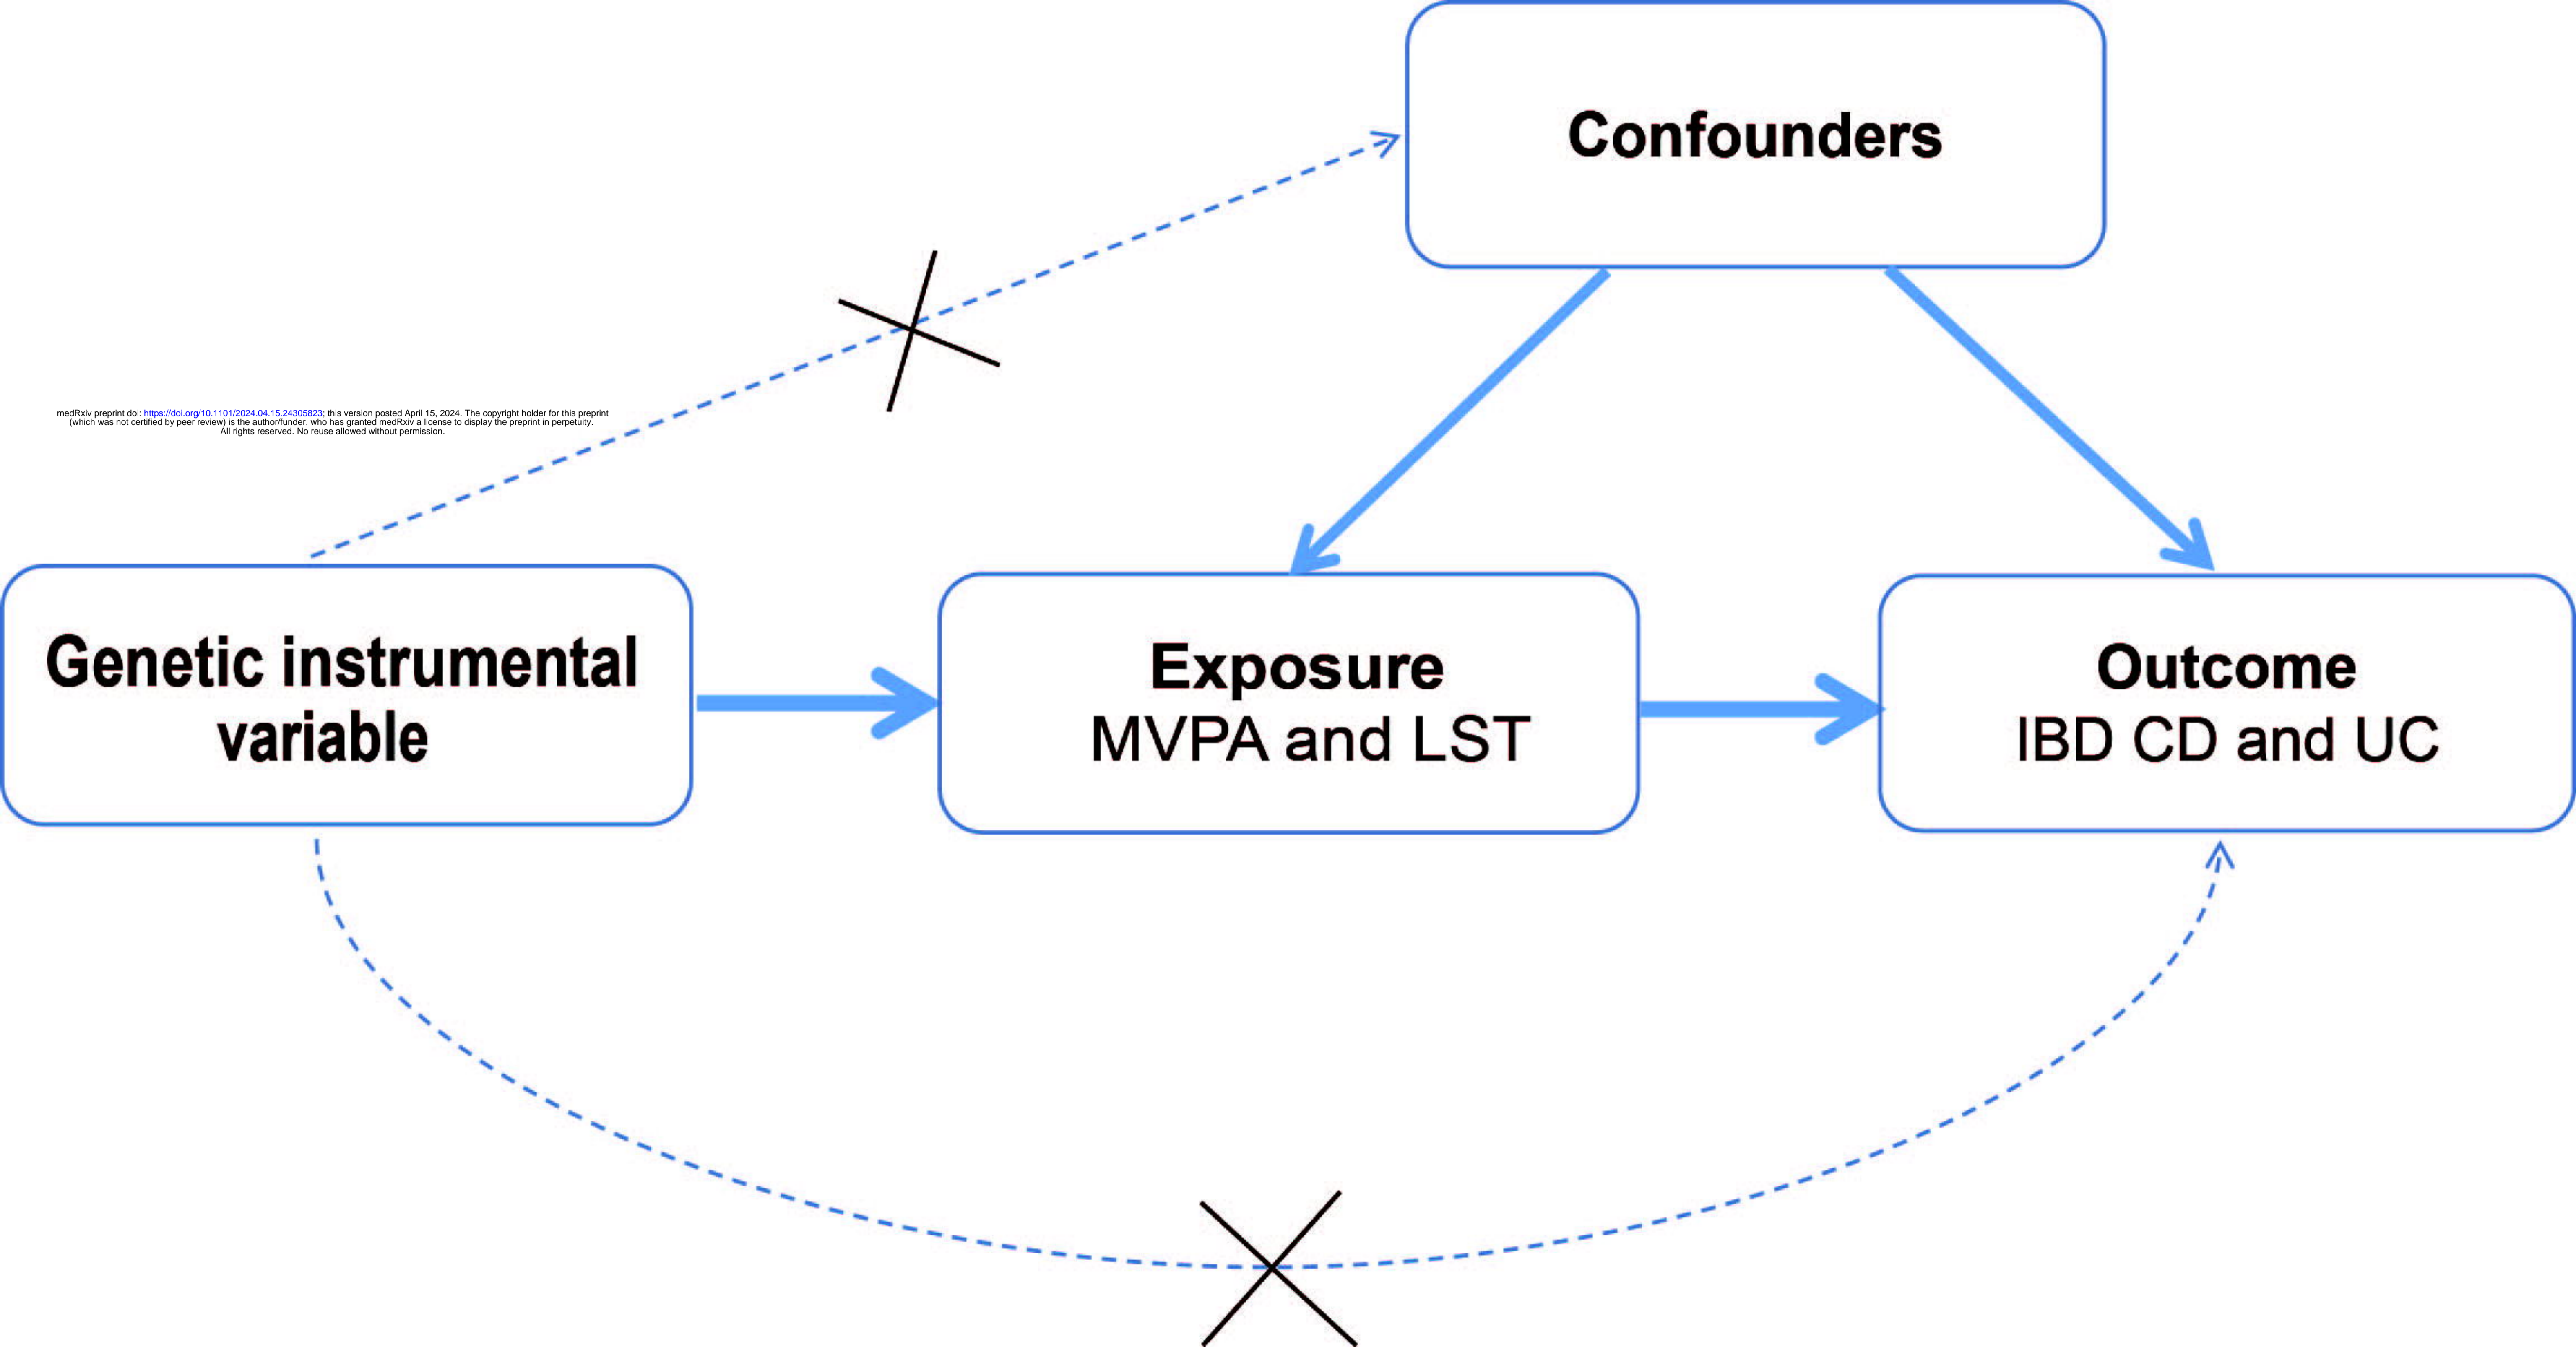 Confounders
medRxiv preprint doi: https://doi.org/10.1101/2024.04.15.24305823; this version posted April 15, 2024. The copyright holder for this preprint
(which was not certified by peer review) is the author/funder, who has granted medRxiv a license to display the preprint in perpetuity.
All rights reserved. No reuse allowed without permission.
Genetic instrumental
variable
Exposure
MVPA and LST
Outcome
IBD CD and UC